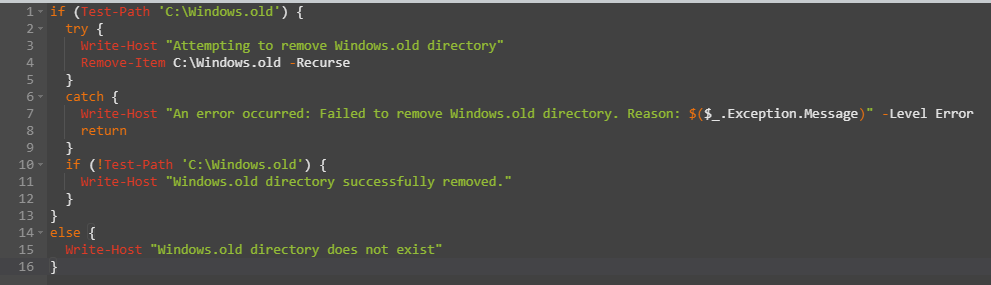 1 if (Test-Path 'C:\Windows.old') {
2   try {
3     Write-Host "Attempting to remove Windows.old directory"
4     Remove-Item C:\Windows.old -Recurse
5   }
6   catch {
7     Write-Host "An error occurred: Failed to remove Windows.old directory. Reason: $($_.Exception.Message)" -Level Error
8     return
9   }
10   if (!Test-Path 'C:\Windows.old') {
11     Write-Host "Windows.old directory successfully removed."
12   }
13 }
14 else {
15   Write-Host "Windows.old directory does not exist"
16 }